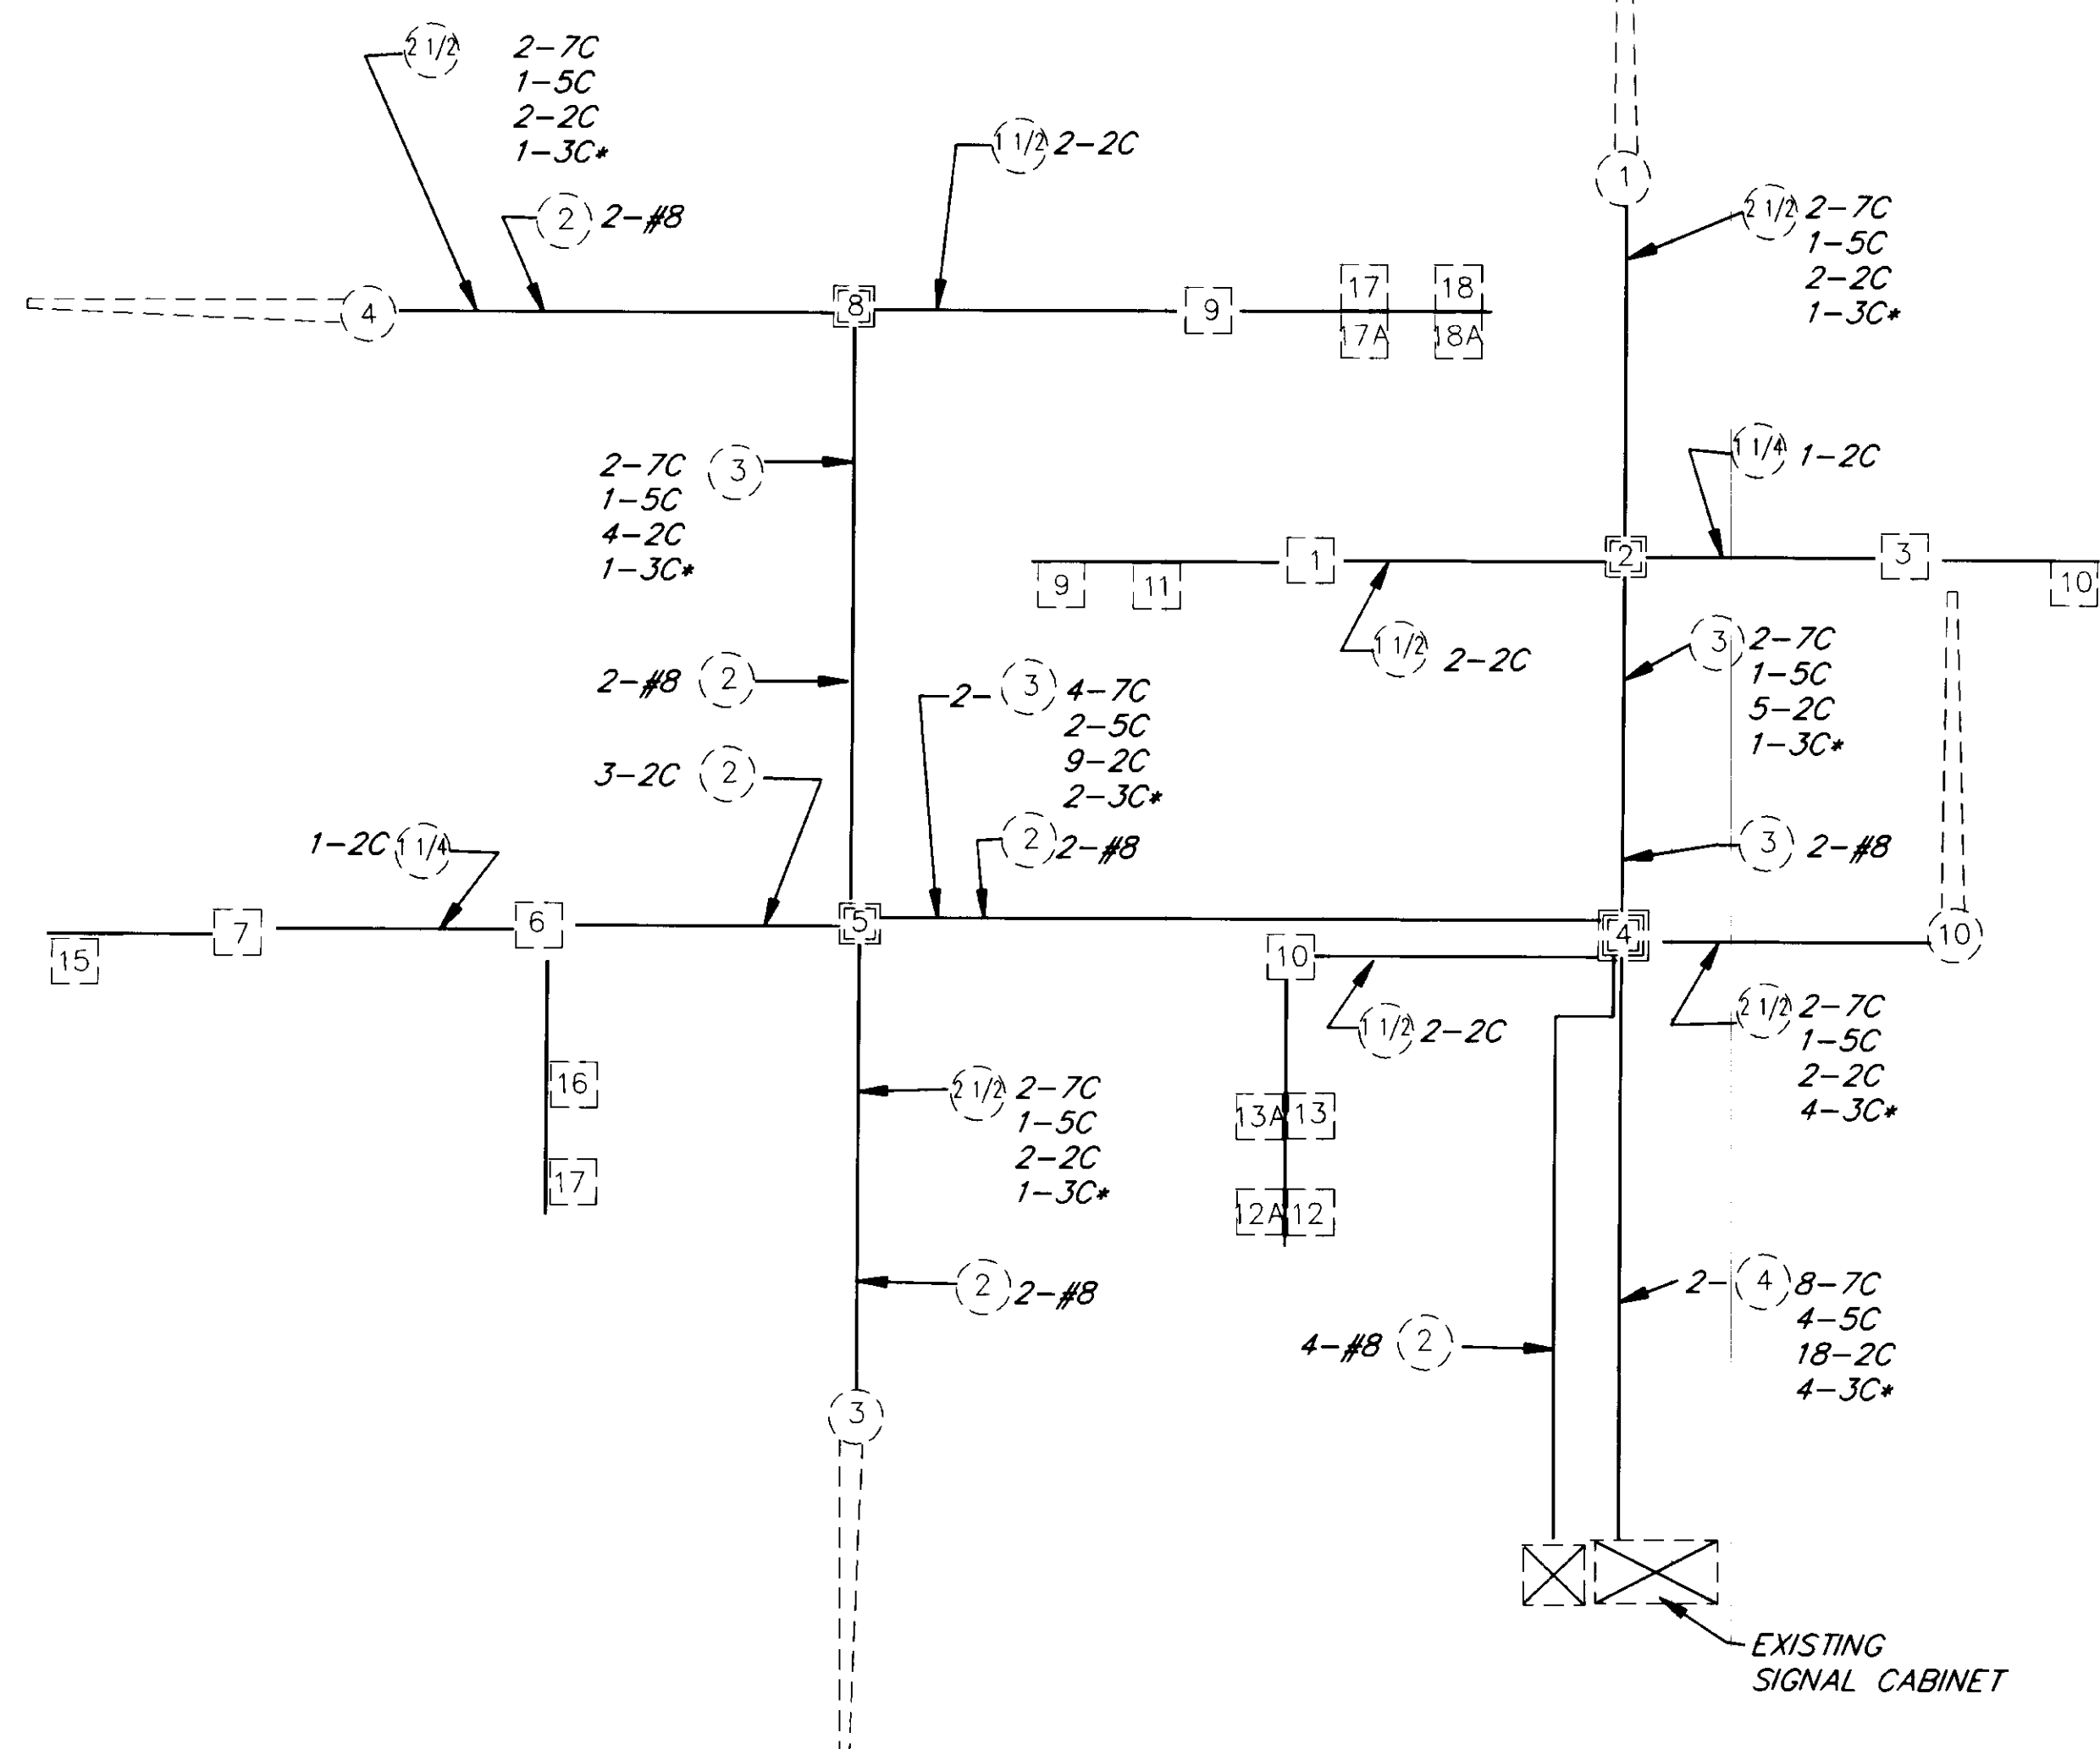 2 1/2 2-7C
1-5C
2-2C
1-3C*
2 2-#8
1 1/2 2-2C
1
2 1/2 2-7C
1-5C
2-2C
1-3C*
4
8
9
17
18
17A
18A
2-7C 3
1-5C
4-2C
1-3C*
1 1/4 1-2C
1
2
3
9
11
10
1 1/2 2-2C
3 2-7C
1-5C
5-2C
1-3C*
2-#8 2
2- 3 4-7C
2-5C
9-2C
2-3C*
3-2C 2
2 2-#8
3 2-#8
1-2C 1 1/4
7
6
5
4
10
15
10
1 1/2 2-2C
2 1/2 2-7C
1-5C
2-2C
4-3C*
16
17
2 1/2 2-7C
1-5C
2-2C
1-3C*
13A
13
12A
12
2 2-#8
2- 4 8-7C
4-5C
18-2C
4-3C*
4-#8 2
3
EXISTING
SIGNAL CABINET